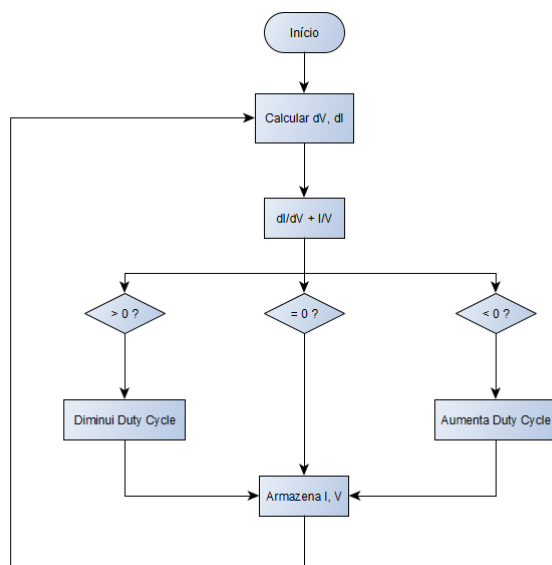 Início
Calcular dV, dI
dI/dV + I/V
> 0 ?
= 0 ?
< 0 ?
Diminui Duty Cycle
Aumenta Duty Cycle
Armazena I, V